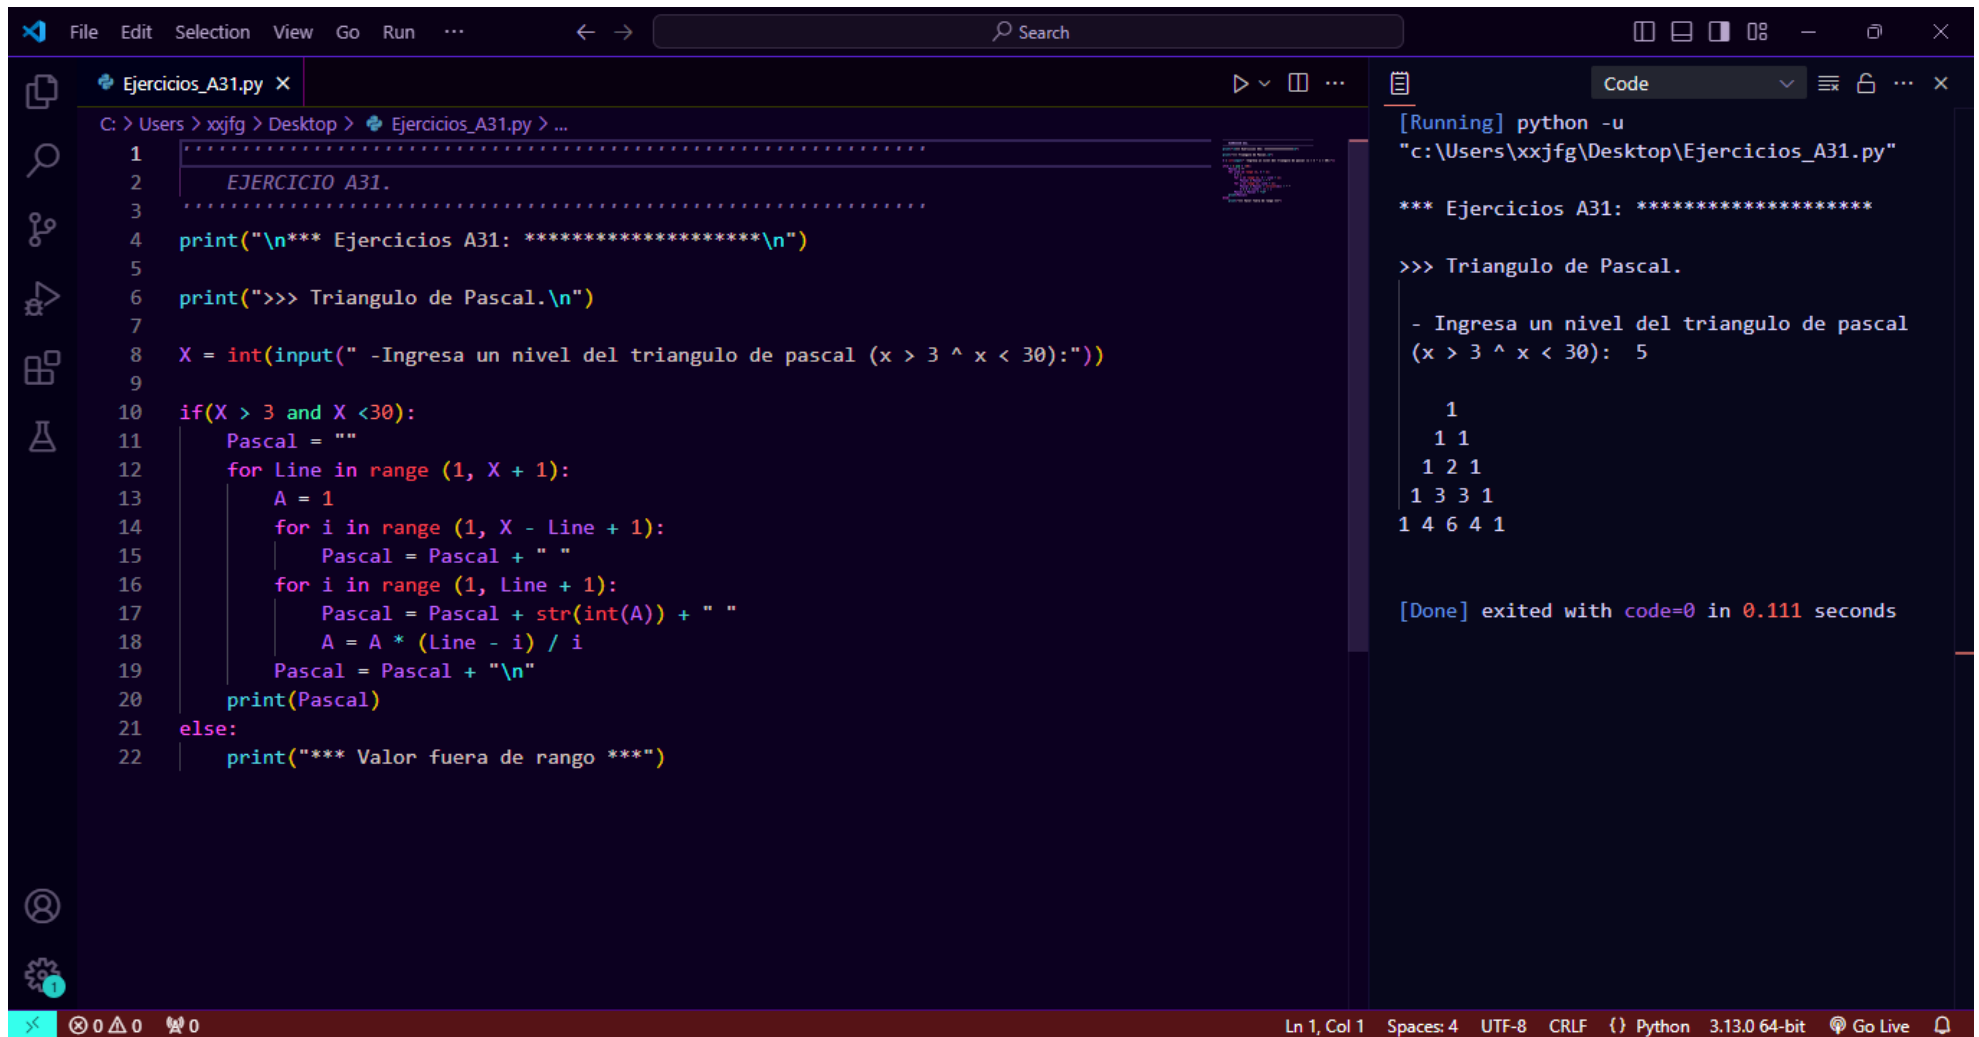 File Edit Selection View Go Run ··· ← → Search
Ejercicios_A31.py ×
C: > Users > xxjfg > Desktop > Ejercicios_A31.py > ...
1 '''''''''''''''''''''''''''''''''''''''''''''''''''''''''''''''
2     EJERCICIO A31.
3 '''''''''''''''''''''''''''''''''''''''''''''''''''''''''''''''
4 print("\n*** Ejercicios A31: ********************\n")
5
6 print(">>> Triangulo de Pascal.\n")
7
8 X = int(input(" -Ingresa un nivel del triangulo de pascal (x > 3 ^ x < 30):"))
9
10 if(X > 3 and X <30):
11     Pascal = ""
12     for Line in range (1, X + 1):
13         A = 1
14         for i in range (1, X - Line + 1):
15             Pascal = Pascal + " "
16         for i in range (1, Line + 1):
17             Pascal = Pascal + str(int(A)) + " "
18             A = A * (Line - i) / i
19         Pascal = Pascal + "\n"
20     print(Pascal)
21 else:
22     print("*** Valor fuera de rango ***")
Code
[Running] python -u
"c:\Users\xxjfg\Desktop\Ejercicios_A31.py"
*** Ejercicios A31: ********************
>>> Triangulo de Pascal.
- Ingresa un nivel del triangulo de pascal
(x > 3 ^ x < 30):  5
    1
   1 1
  1 2 1
 1 3 3 1
1 4 6 4 1
[Done] exited with code=0 in 0.111 seconds
1
0 0 0 Ln 1, Col 1 Spaces: 4 UTF-8 CRLF {} Python 3.13.0 64-bit Go Live